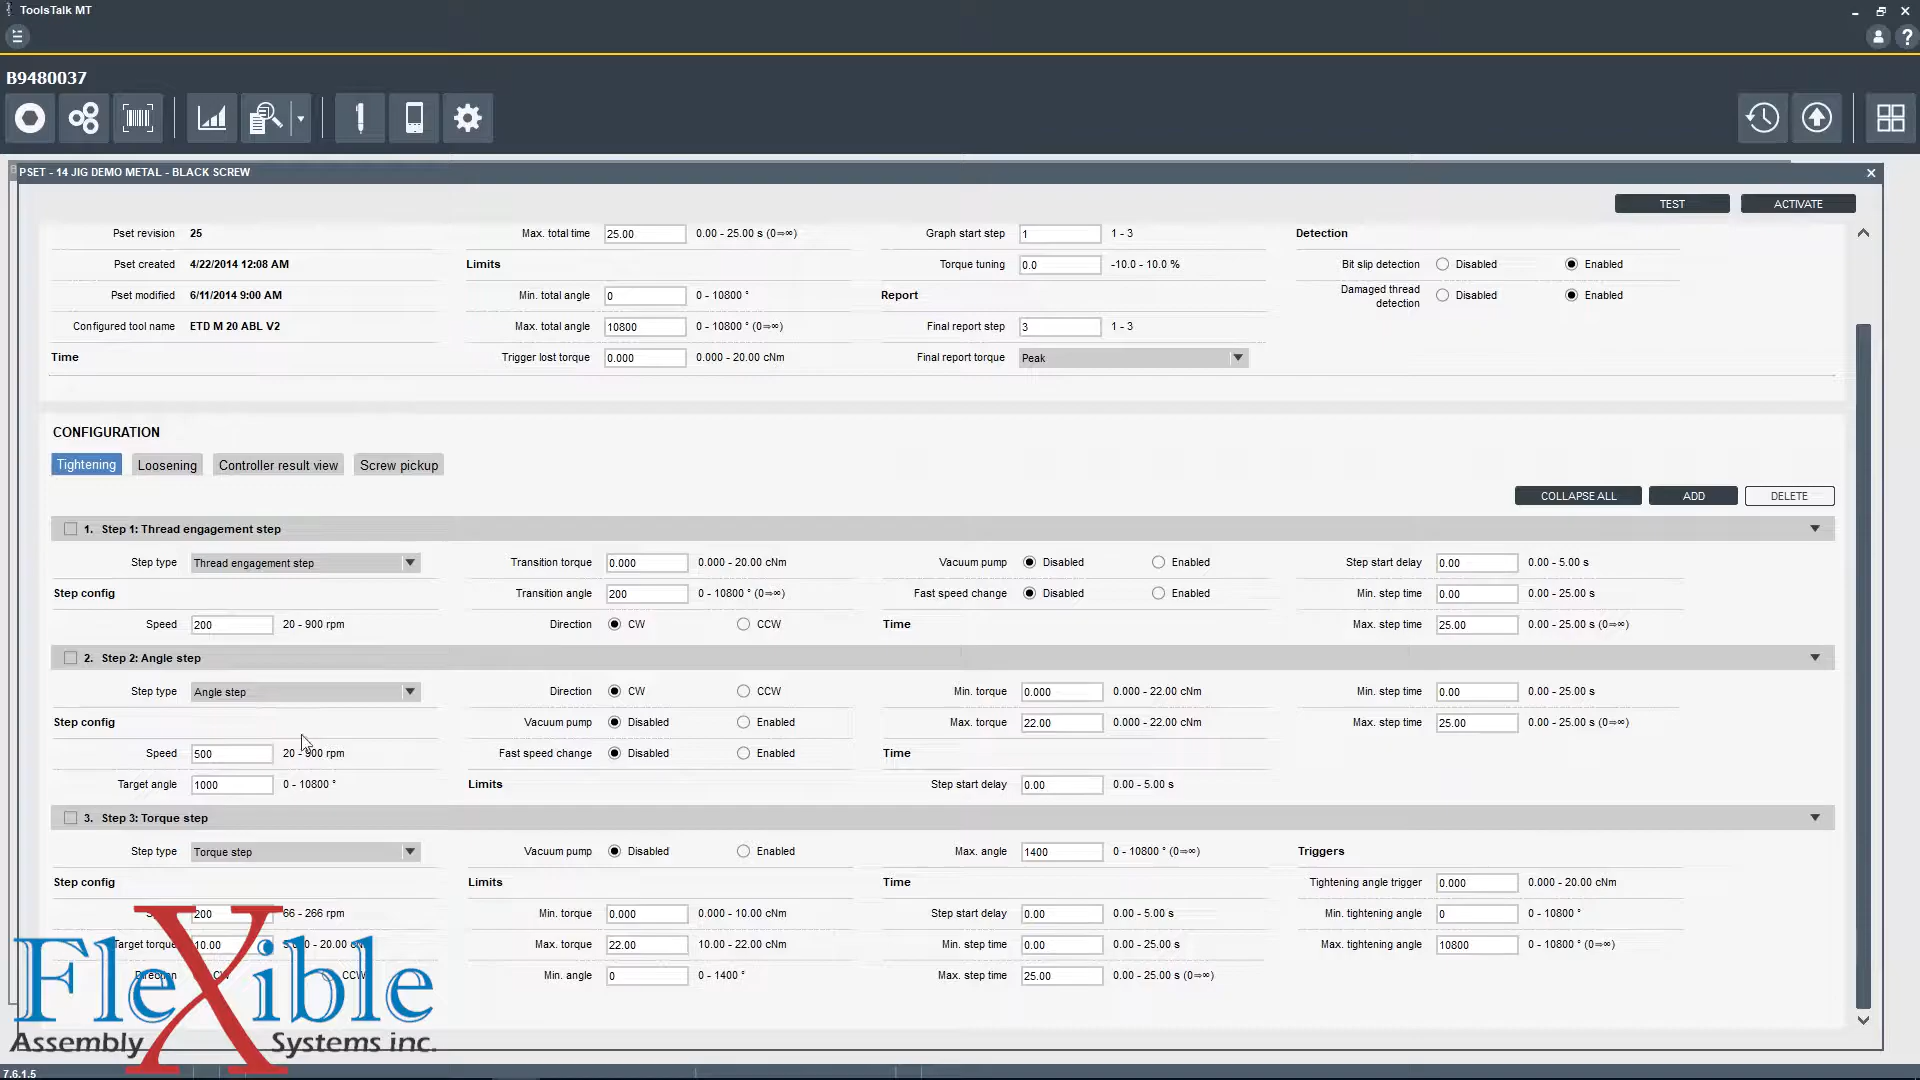 ToolsTalk MT
B9480037
PSET - 14 JIG DEMO METAL - BLACK SCREW
TEST ACTIVATE
Pset revision 25 Max. total time 25.00 0.00 - 25.00 s (0=∞) Graph start step 1 1 - 3 Detection
Pset created 4/22/2014 12:08 AM Limits Torque tuning 0.0 -10.0 - 10.0 % Bit slip detection Disabled Enabled
Pset modified 6/11/2014 9:00 AM Min. total angle 0 0 - 10800 ° Report Damaged thread detection Disabled Enabled
Configured tool name ETD M 20 ABL V2 Max. total angle 10800 0 - 10800 ° (0=∞) Final report step 3 1 - 3
Time Trigger lost torque 0.000 0.000 - 20.00 cNm Final report torque Peak
CONFIGURATION
Tightening Loosening Controller result view Screw pickup
COLLAPSE ALL ADD DELETE
1. Step 1: Thread engagement step
Step type Thread engagement step Transition torque 0.000 0.000 - 20.00 cNm Vacuum pump Disabled Enabled Step start delay 0.00 0.00 - 5.00 s
Step config Transition angle 200 0 - 10800 ° (0=∞) Fast speed change Disabled Enabled Min. step time 0.00 0.00 - 25.00 s
Speed 200 20 - 900 rpm Direction CW CCW Time Max. step time 25.00 0.00 - 25.00 s (0=∞)
2. Step 2: Angle step
Step type Angle step Direction CW CCW Min. torque 0.000 0.000 - 22.00 cNm Min. step time 0.00 0.00 - 25.00 s
Step config Vacuum pump Disabled Enabled Max. torque 22.00 0.000 - 22.00 cNm Max. step time 25.00 0.00 - 25.00 s (0=∞)
Speed 500 20 - 900 rpm Fast speed change Disabled Enabled Time
Target angle 1000 0 - 10800 ° Limits Step start delay 0.00 0.00 - 5.00 s
3. Step 3: Torque step
Step type Torque step Vacuum pump Disabled Enabled Max. angle 1400 0 - 10800 ° (0=∞) Triggers
Step config Limits Time Tightening angle trigger 0.000 0.000 - 20.00 cNm
200 66 - 266 rpm Min. torque 0.000 0.000 - 10.00 cNm Step start delay 0.00 0.00 - 5.00 s Min. tightening angle 0 0 - 10800 °
Target torque 10.00 - 20.00 cNm Max. torque 22.00 10.00 - 22.00 cNm Min. step time 0.00 0.00 - 25.00 s Max. tightening angle 10800 0 - 10800 ° (0=∞)
Direction CW CCW Min. angle 0 0 - 1400 ° Max. step time 25.00 0.00 - 25.00 s (0=∞)
FleXible
Assembly Systems inc.
7.6.1.5